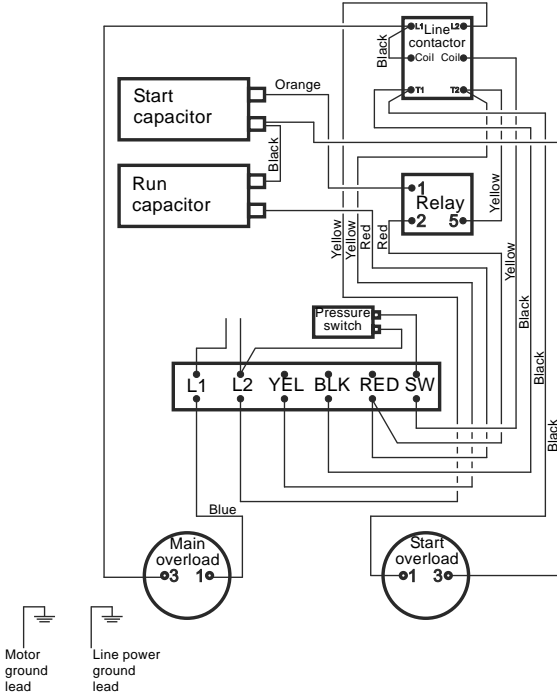 L1 L2
Line
contactor
Coil Coil
T1 T2
Black
Orange
Start
capacitor
Black
Run
capacitor
1
Relay
2 5
Yellow
Yellow
Yellow
Red
Red
Yellow
Black
Black
Black
Pressure
switch
L1 L2 YEL BLK RED SW
Blue
Main
overload
3 1
Start
overload
1 3
Motor
ground
lead
Line power
ground
lead